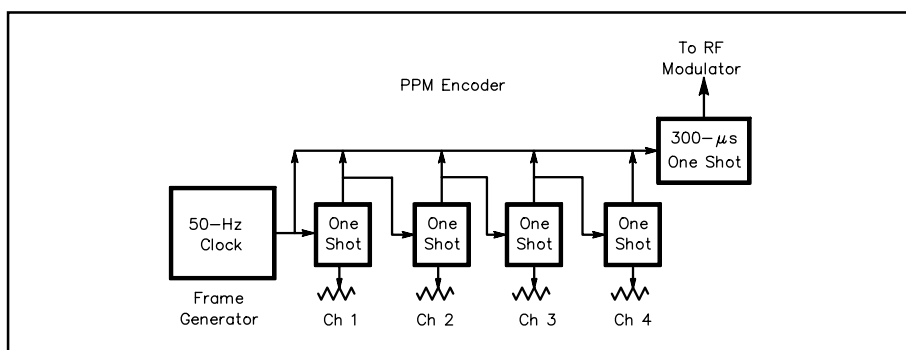 To RF
Modulator
PPM Encoder
300-μs
One Shot
50-Hz
Clock
One
Shot
One
Shot
One
Shot
One
Shot
Frame
Generator
Ch 1
Ch 2
Ch 3
Ch 4